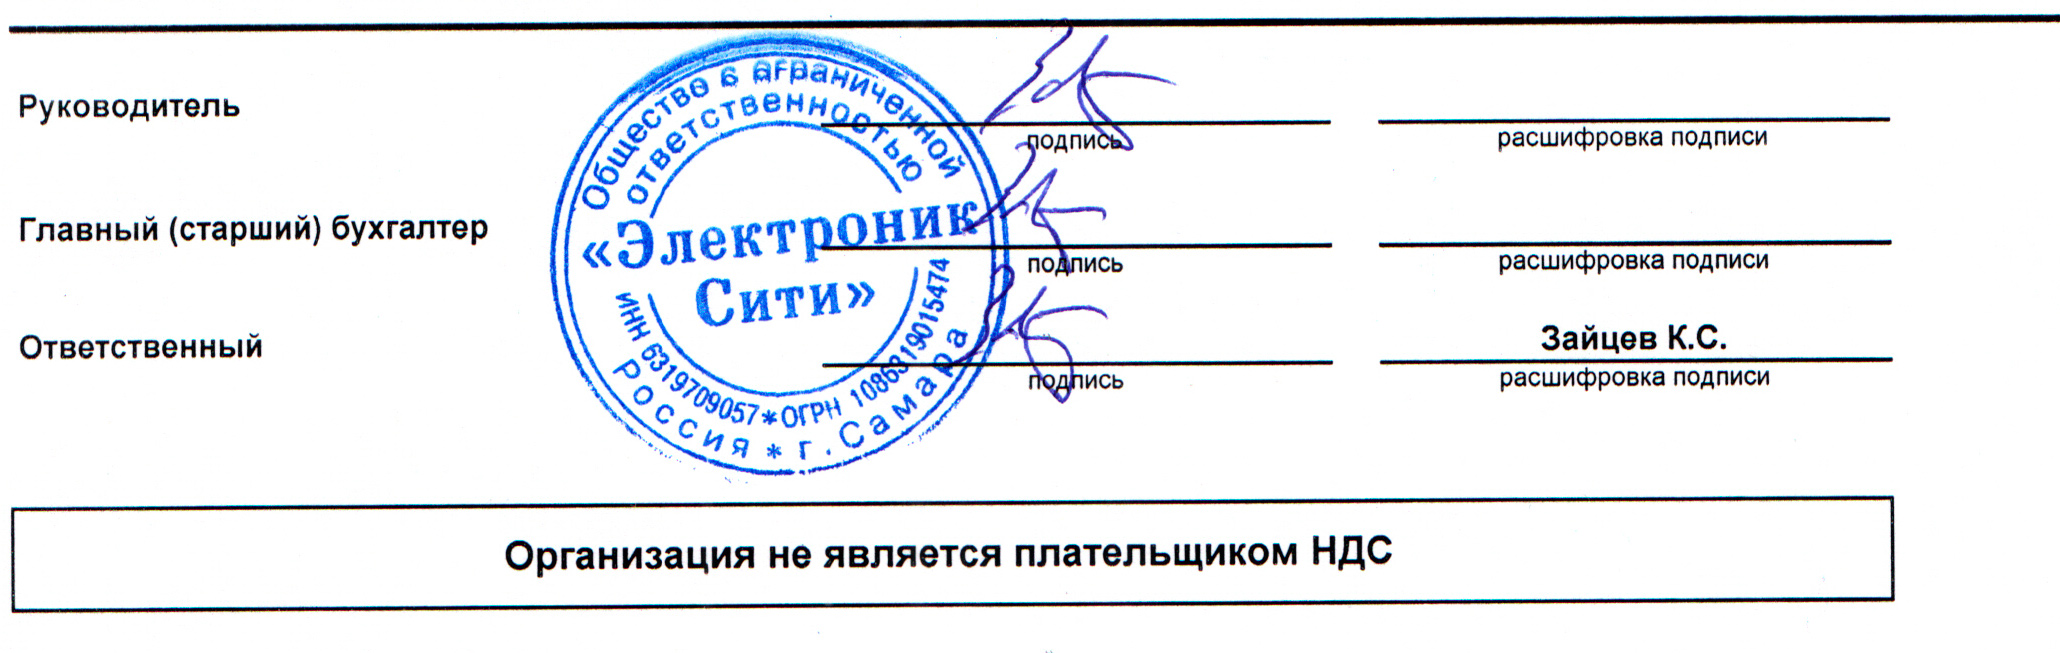 Руководитель
подпись
расшифровка подписи
Главный (старший) бухгалтер
подпись
расшифровка подписи
Ответственный
Зайцев К.С.
подпись
расшифровка подписи
Общество с ограниченной
ответственностью
«Электроник
Сити»
ИНН 6319709057 * ОГРН 1086319015474
Россия * г. Самара
Организация не является плательщиком НДС